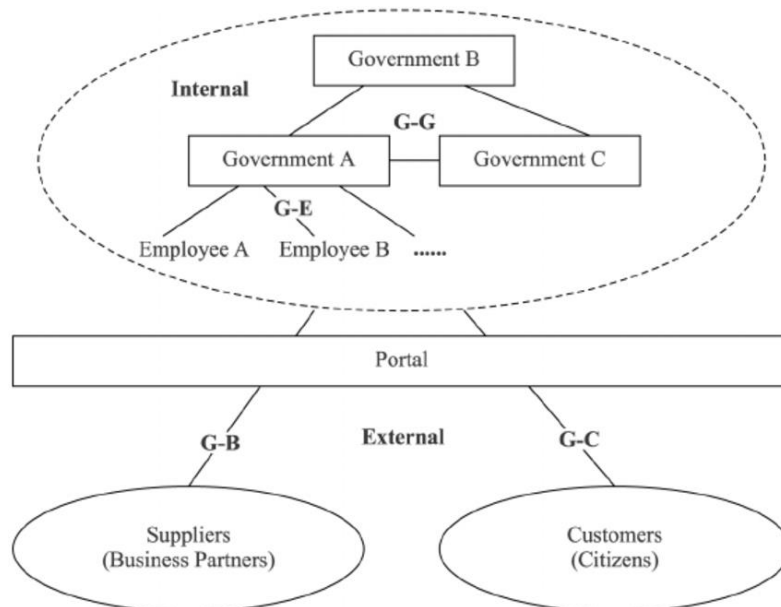 Government B
Internal
G-G
Government A
Government C
G-E
Employee A
Employee B
......
Portal
G-B
External
G-C
Suppliers
(Business Partners)
Customers
(Citizens)